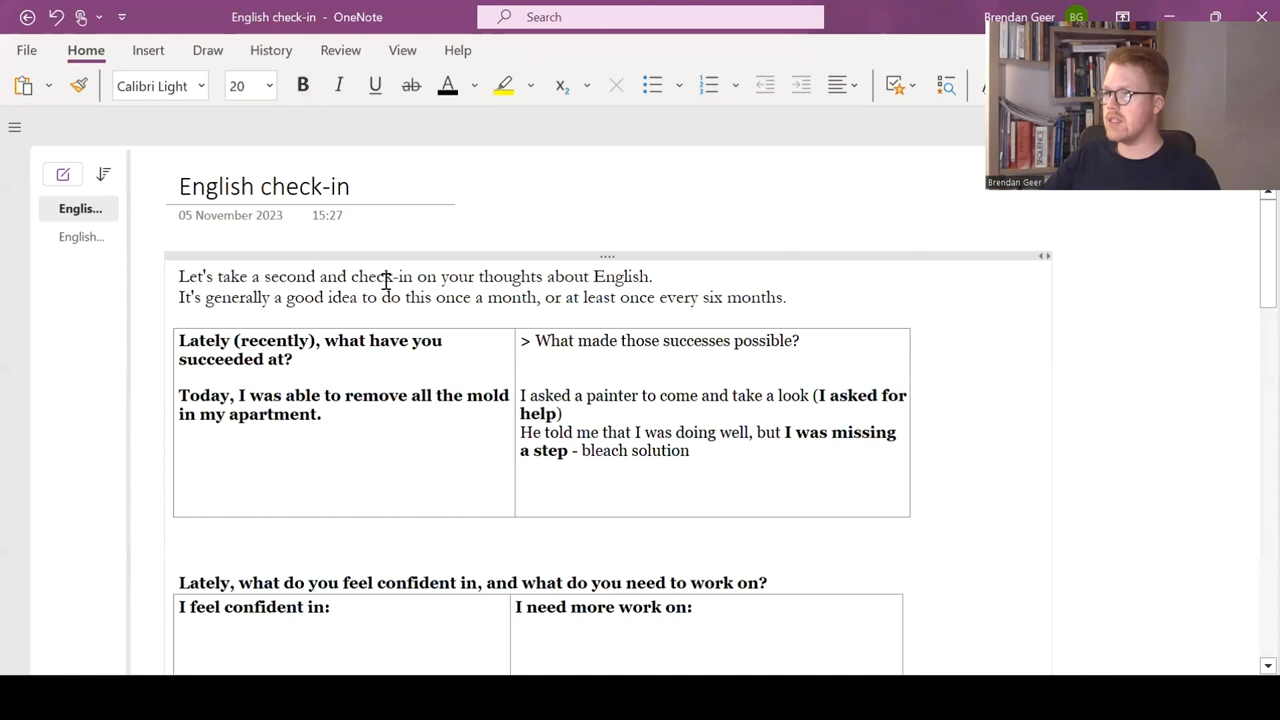 English check-in - OneNote
Search
Brendan Geer
BG
File Home Insert Draw History Review View Help
Calibri Light 20 B I U ab A X₂
English check-in
05 November 2023 15:27
Englis...
English...
Brendan Geer
SEQUENCE
Let's take a second and check-in on your thoughts about English.
It's generally a good idea to do this once a month, or at least once every six months.
Lately (recently), what have you
succeeded at?
Today, I was able to remove all the mold
in my apartment.
> What made those successes possible?
I asked a painter to come and take a look (I asked for
help)
He told me that I was doing well, but I was missing
a step - bleach solution
Lately, what do you feel confident in, and what do you need to work on?
I feel confident in:
I need more work on: